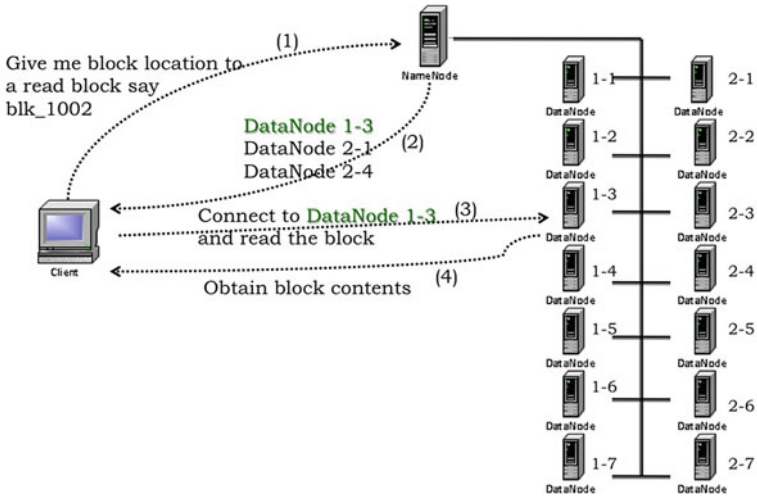 (1)
Give me block location to
a read block say
blk_1002
NameNode
DataNode 1-3
DataNode 2-1
DataNode 2-4
(2)
Client
Connect to DataNode 1-3
and read the block
(3)
(4)
Obtain block contents
1-1
DataNode
2-1
DataNode
1-2
DataNode
2-2
DataNode
1-3
DataNode
2-3
DataNode
1-4
DataNode
2-4
DataNode
1-5
DataNode
2-5
DataNode
1-6
DataNode
2-6
DataNode
1-7
DataNode
2-7
DataNode